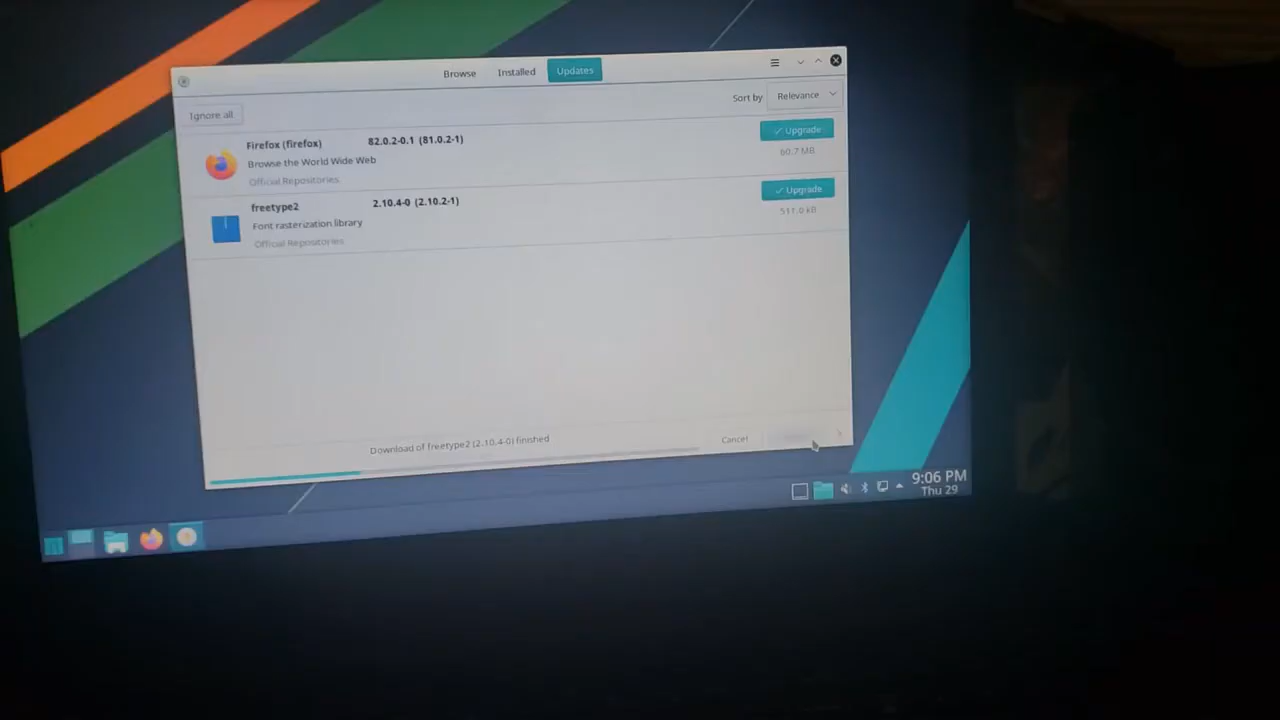 Browse Installed Updates
Ignore all
Sort by Relevance
Firefox (firefox) 82.0.2-0.1 (81.0.2-1)
Upgrade
Browse the World Wide Web
60.7 MB
Official Repositories
freetype2 2.10.4-0 (2.10.2-1)
Upgrade
Font rasterization library
511.0 kB
Official Repositories
Download of freetype2 (2.10.4-0) finished
Cancel
9:06 PM
Thu 29